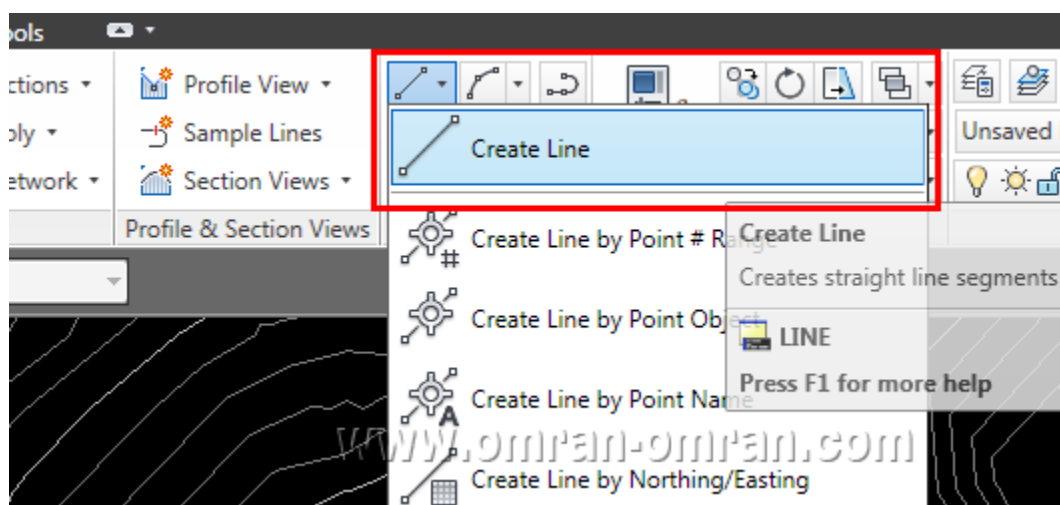 ools
ctions
Profile View
ply
Sample Lines
Unsaved
etwork
Section Views
Create Line
Profile & Section Views
Create Line by Point # Range
Create Line
Creates straight line segments
Create Line by Point Object
LINE
Press F1 for more help
Create Line by Point Name
www.omran-omran.com
Create Line by Northing/Easting